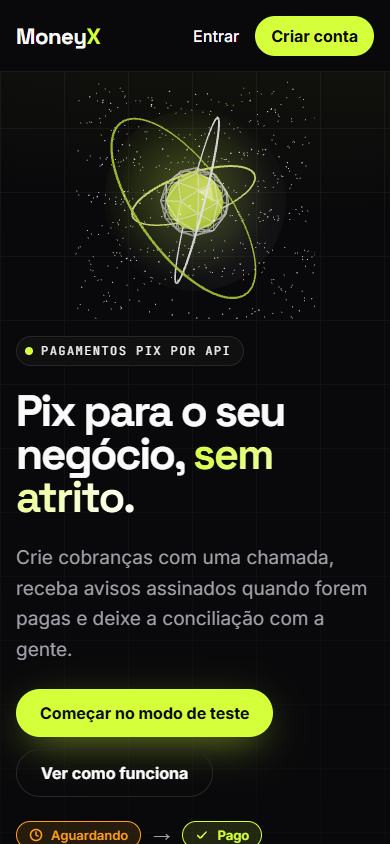 MoneyX
Entrar
Criar conta
PAGAMENTOS PIX POR API
Pix para o seu
negócio, sem
atrito.
Crie cobranças com uma chamada,
receba avisos assinados quando forem
pagas e deixe a conciliação com a
gente.
Começar no modo de teste
Ver como funciona
Aguardando → Pago